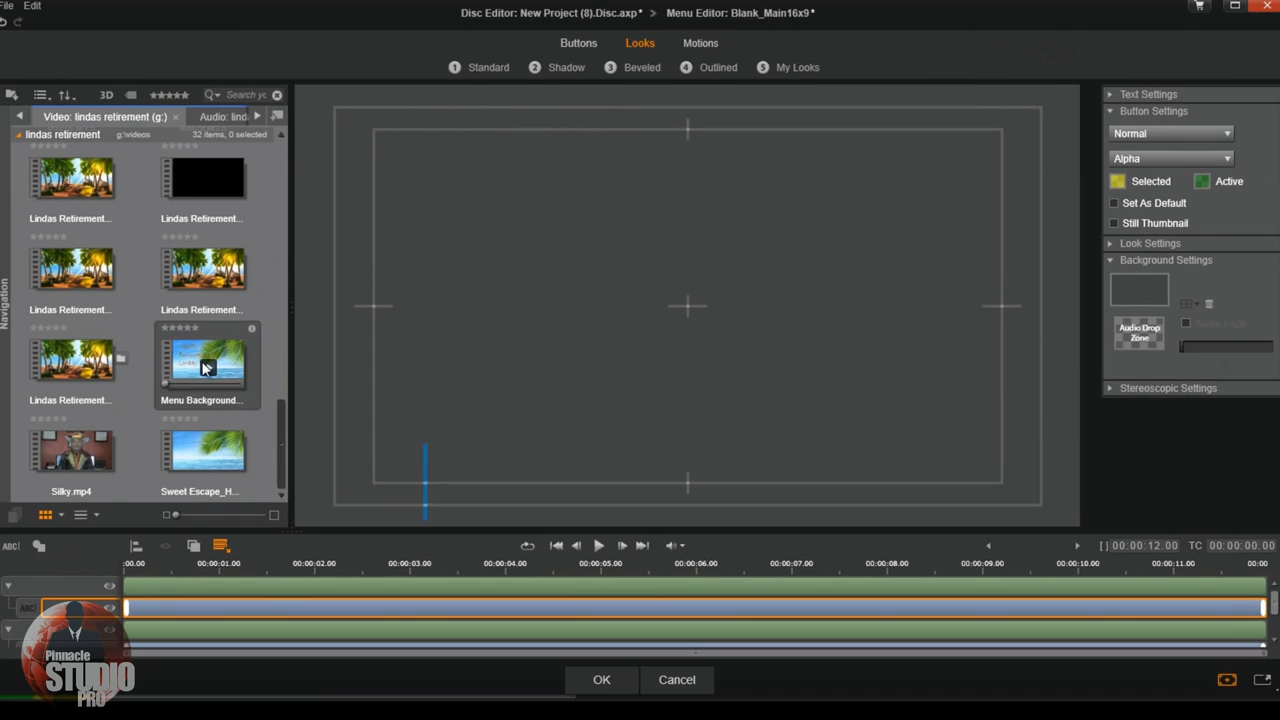 File Edit
Disc Editor: New Project (8).Disc.axp* > Menu Editor: Blank_Main16x9*
Buttons Looks Motions
1 Standard 2 Shadow 3 Beveled 4 Outlined 5 My Looks
3D Search yo
Video: lindas retirement (g:) × Audio: lind
lindas retirement g:\videos 32 items, 0 selected
Lindas Retirement... Lindas Retirement...
Lindas Retirement... Lindas Retirement...
Lindas Retirement... Menu Background...
Silky.mp4 Sweet Escape_H...
Navigation
Text Settings
Button Settings
Normal
Alpha
Selected Active
Set As Default
Still Thumbnail
Look Settings
Background Settings
Audio Drop
Zone
Audio Fade
Stereoscopic Settings
ABC [ ] 00:00:12.00 TC 00:00:00.00
:00.00 00:00:01.00 00:00:02.00 00:00:03.00 00:00:04.00 00:00:05.00 00:00:06.00 00:00:07.00 00:00:08.00 00:00:09.00 00:00:10.00 00:00:11.00 00:00
ABC
Pinnacle
STUDIO
PRO
OK Cancel